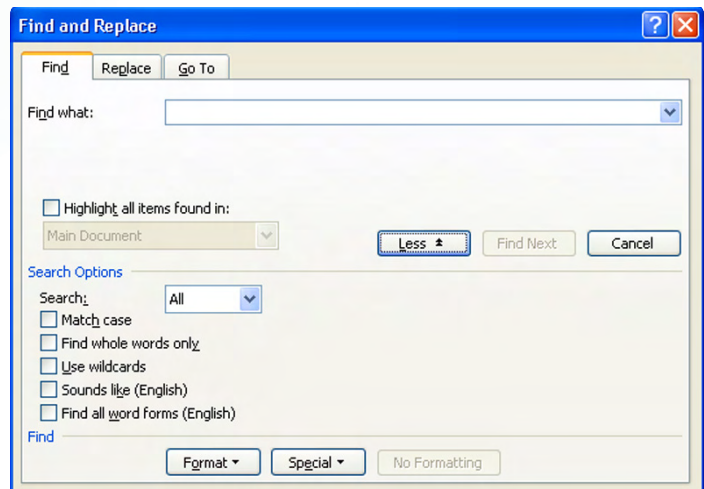 Find and Replace
Find Replace Go To
Find what:
Highlight all items found in:
Main Document
Less Find Next Cancel
Search Options
Search: All
Match case
Find whole words only
Use wildcards
Sounds like (English)
Find all word forms (English)
Find
Format Special No Formatting